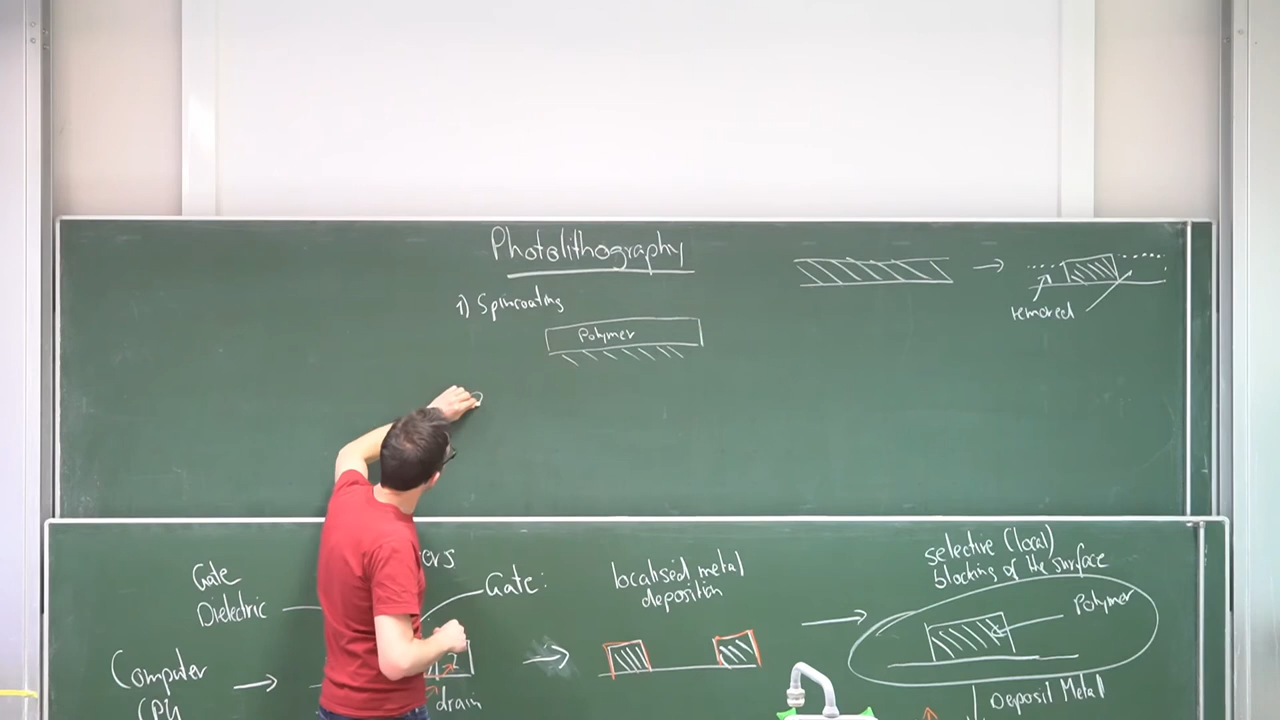 Photolithography
1) Spincoating
Polymer
removed
Gate
Dielectric
Gate:
localised metal
deposition
selective (local)
blocking of the surface
Polymer
Computer
CPU
drain
Deposit Metal